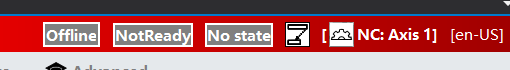 Offline NotReady No state [ NC: Axis 1] [en-US]
Advanced